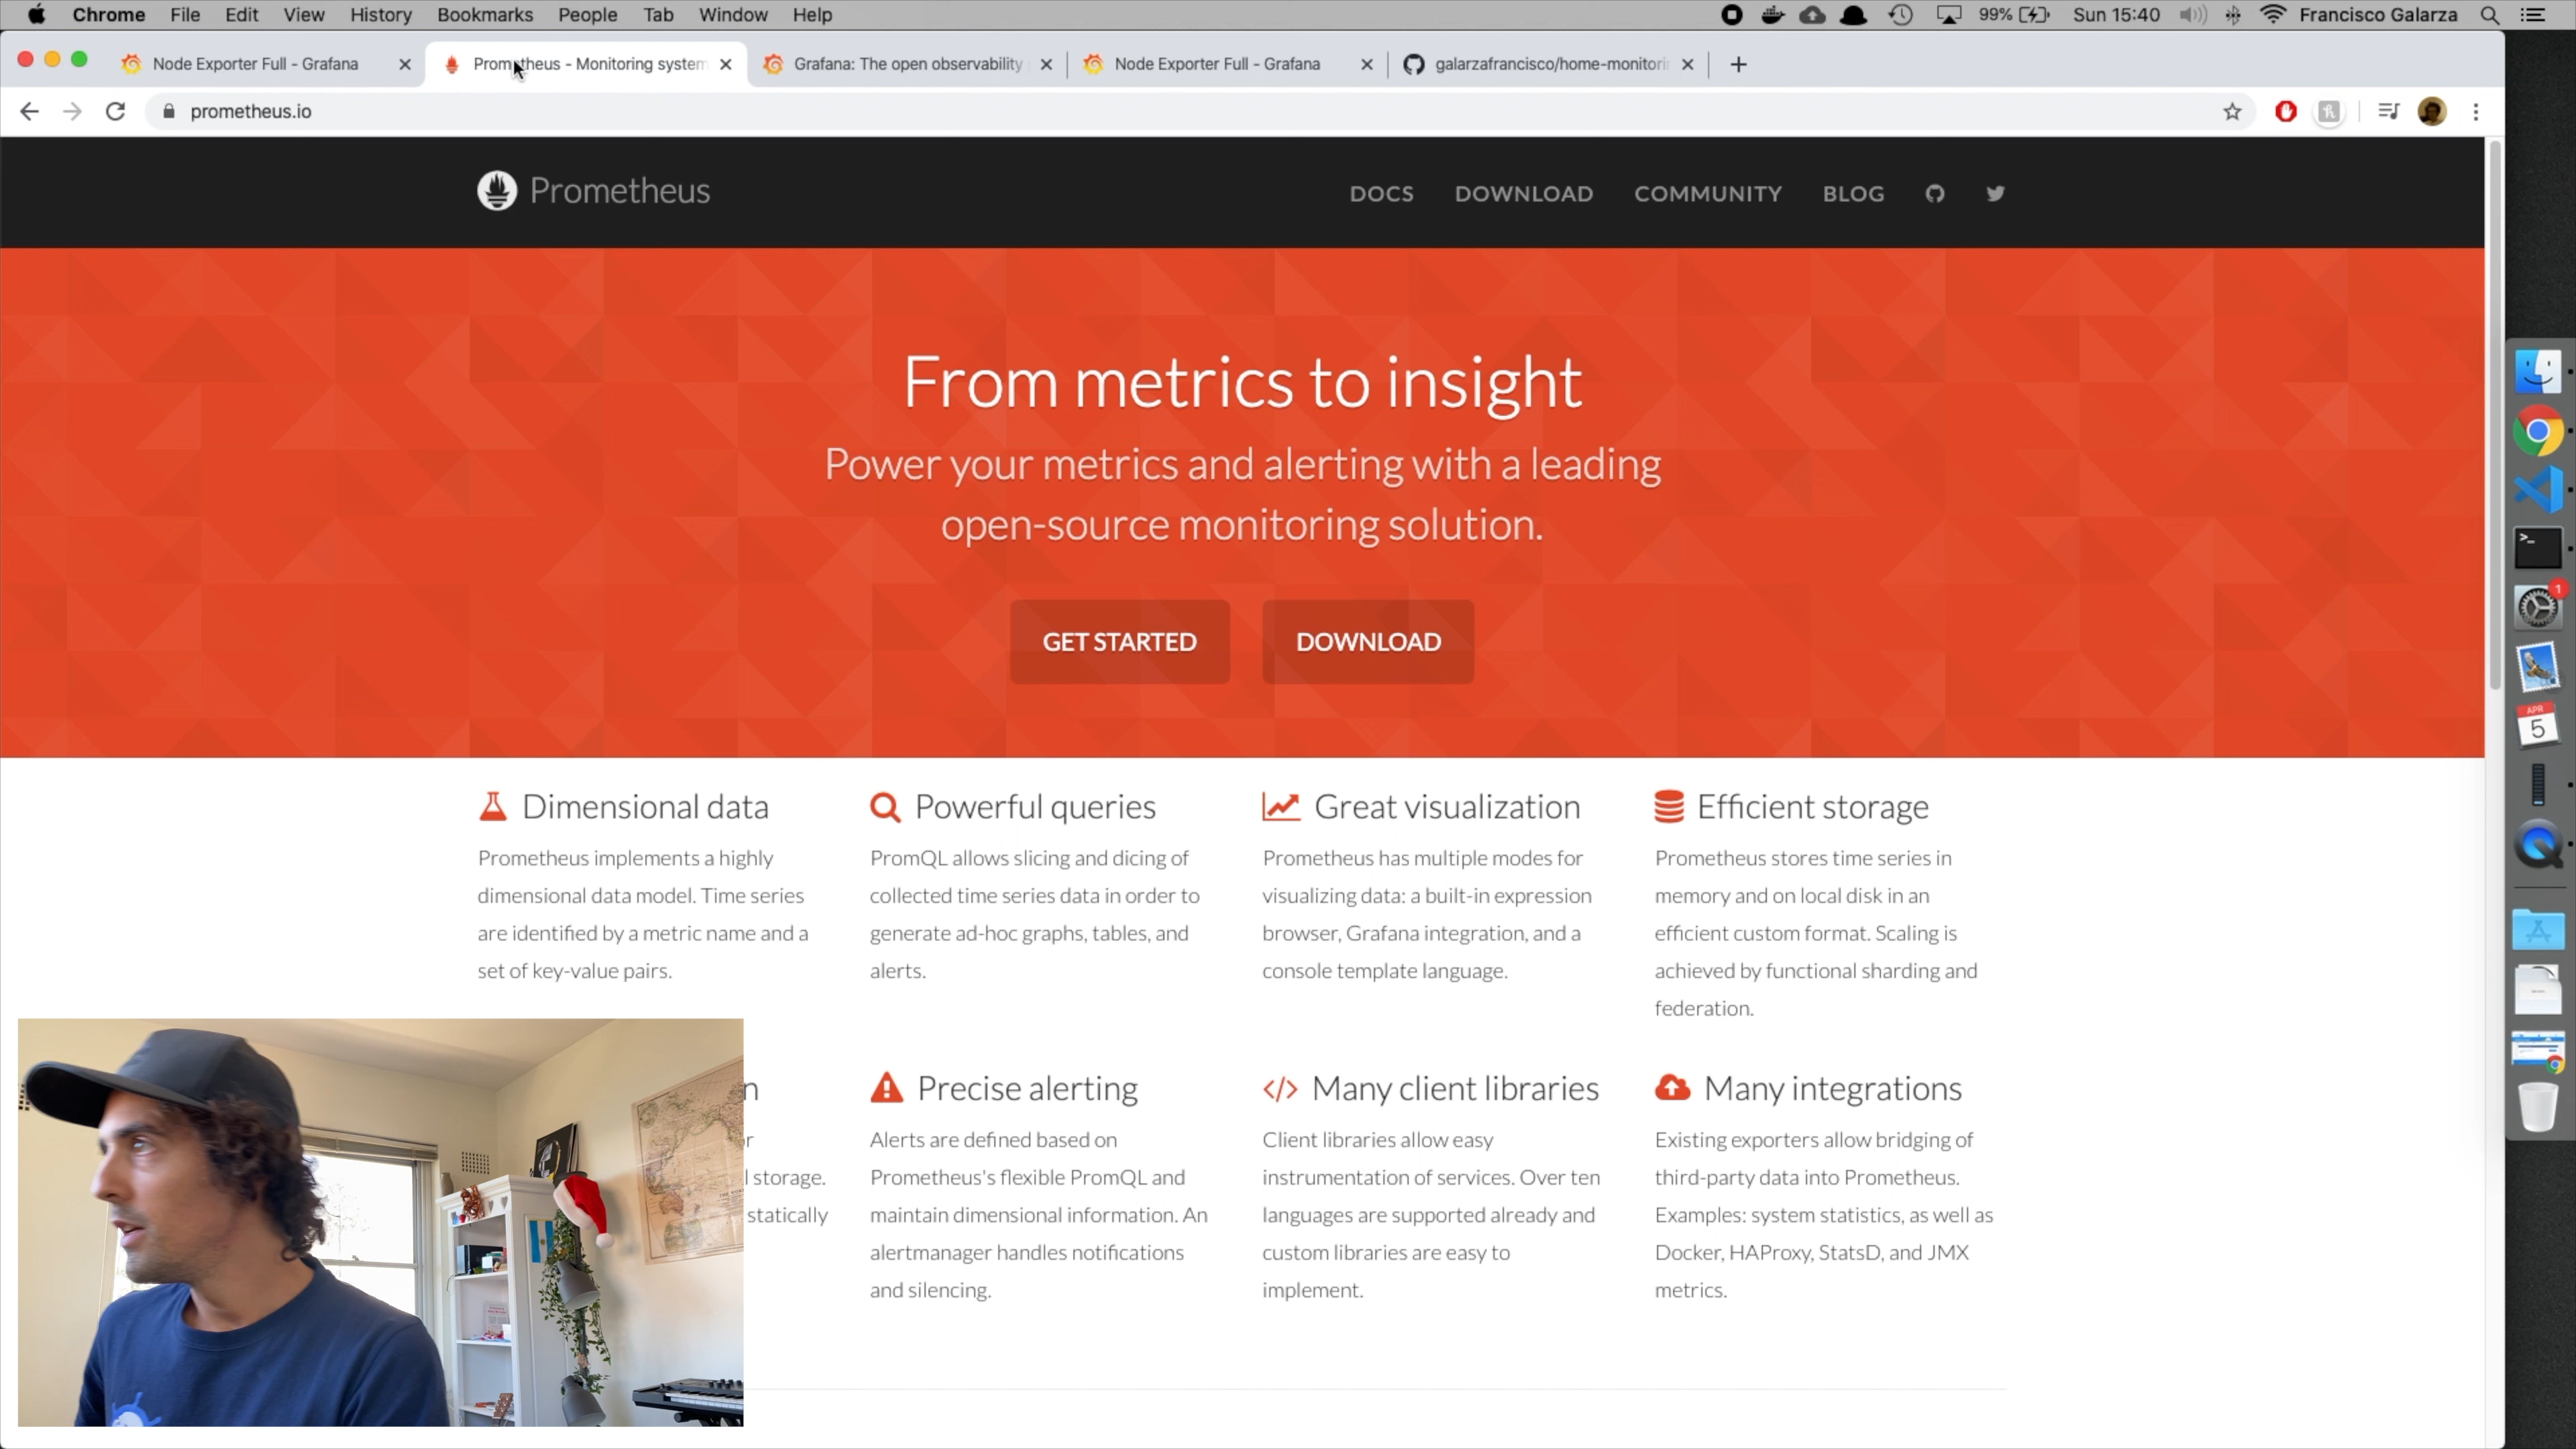 Chrome File Edit View History Bookmarks People Tab Window Help
99% Sun 15:40 Francisco Galarza
Node Exporter Full - Grafana
Prometheus - Monitoring system
Grafana: The open observability
Node Exporter Full - Grafana
galarzafrancisco/home-monitorin
prometheus.io
Prometheus
DOCS DOWNLOAD COMMUNITY BLOG
From metrics to insight
Power your metrics and alerting with a leading
open-source monitoring solution.
GET STARTED DOWNLOAD
Dimensional data
Prometheus implements a highly
dimensional data model. Time series
are identified by a metric name and a
set of key-value pairs.
Powerful queries
PromQL allows slicing and dicing of
collected time series data in order to
generate ad-hoc graphs, tables, and
alerts.
Great visualization
Prometheus has multiple modes for
visualizing data: a built-in expression
browser, Grafana integration, and a
console template language.
Efficient storage
Prometheus stores time series in
memory and on local disk in an
efficient custom format. Scaling is
achieved by functional sharding and
federation.
n
r
l storage.
statically
Precise alerting
Alerts are defined based on
Prometheus's flexible PromQL and
maintain dimensional information. An
alertmanager handles notifications
and silencing.
Many client libraries
Client libraries allow easy
instrumentation of services. Over ten
languages are supported already and
custom libraries are easy to
implement.
Many integrations
Existing exporters allow bridging of
third-party data into Prometheus.
Examples: system statistics, as well as
Docker, HAProxy, StatsD, and JMX
metrics.
1
APR
5